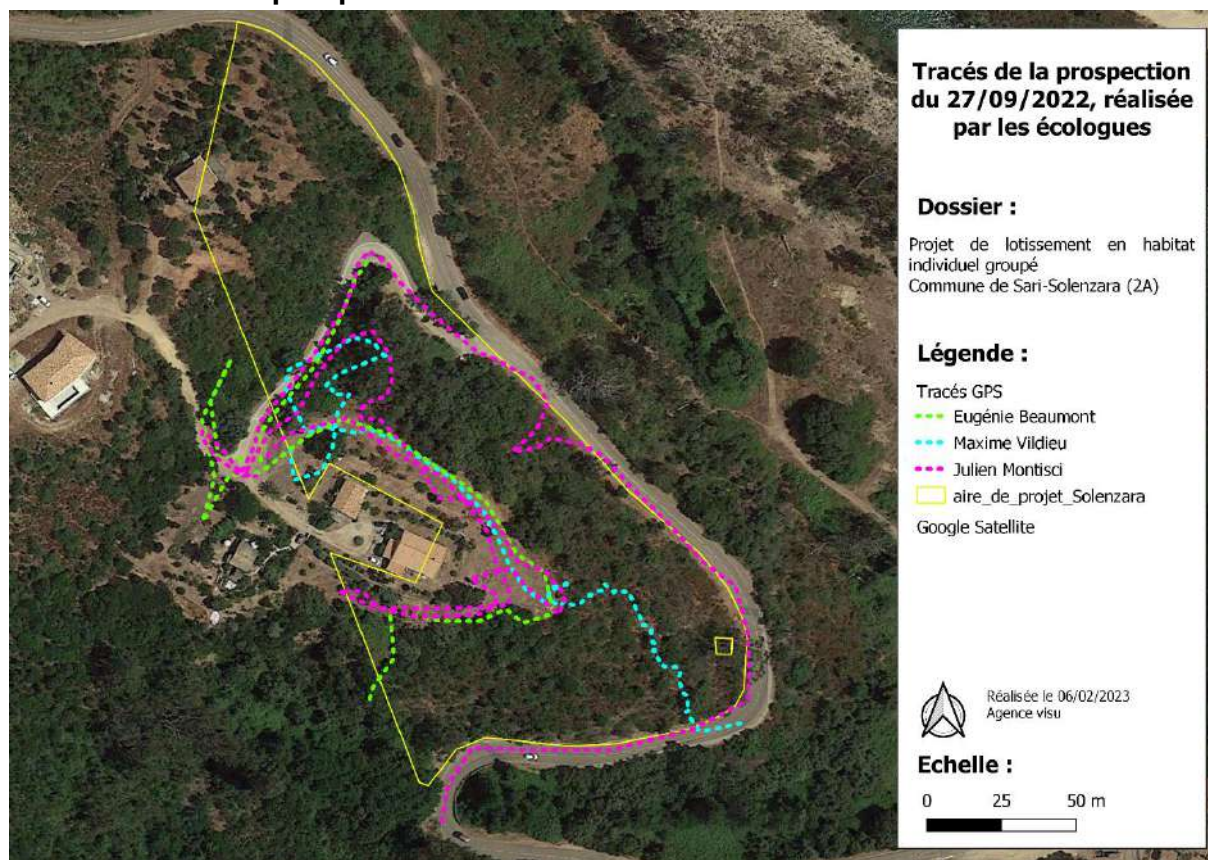 Tracés de la prospection
du 27/09/2022, réalisée
par les écologues
Dossier :
Projet de lotissement en habitat
individuel groupé
Commune de Sari-Solenzara (2A)
Légende :
Tracés GPS
Eugénie Beaumont
Maxime Vildieu
Julien Montisci
aire_de_projet_Solenzara
Google Satellite
Réalisée le 06/02/2023
Agence visu
Echelle :
0 25 50 m